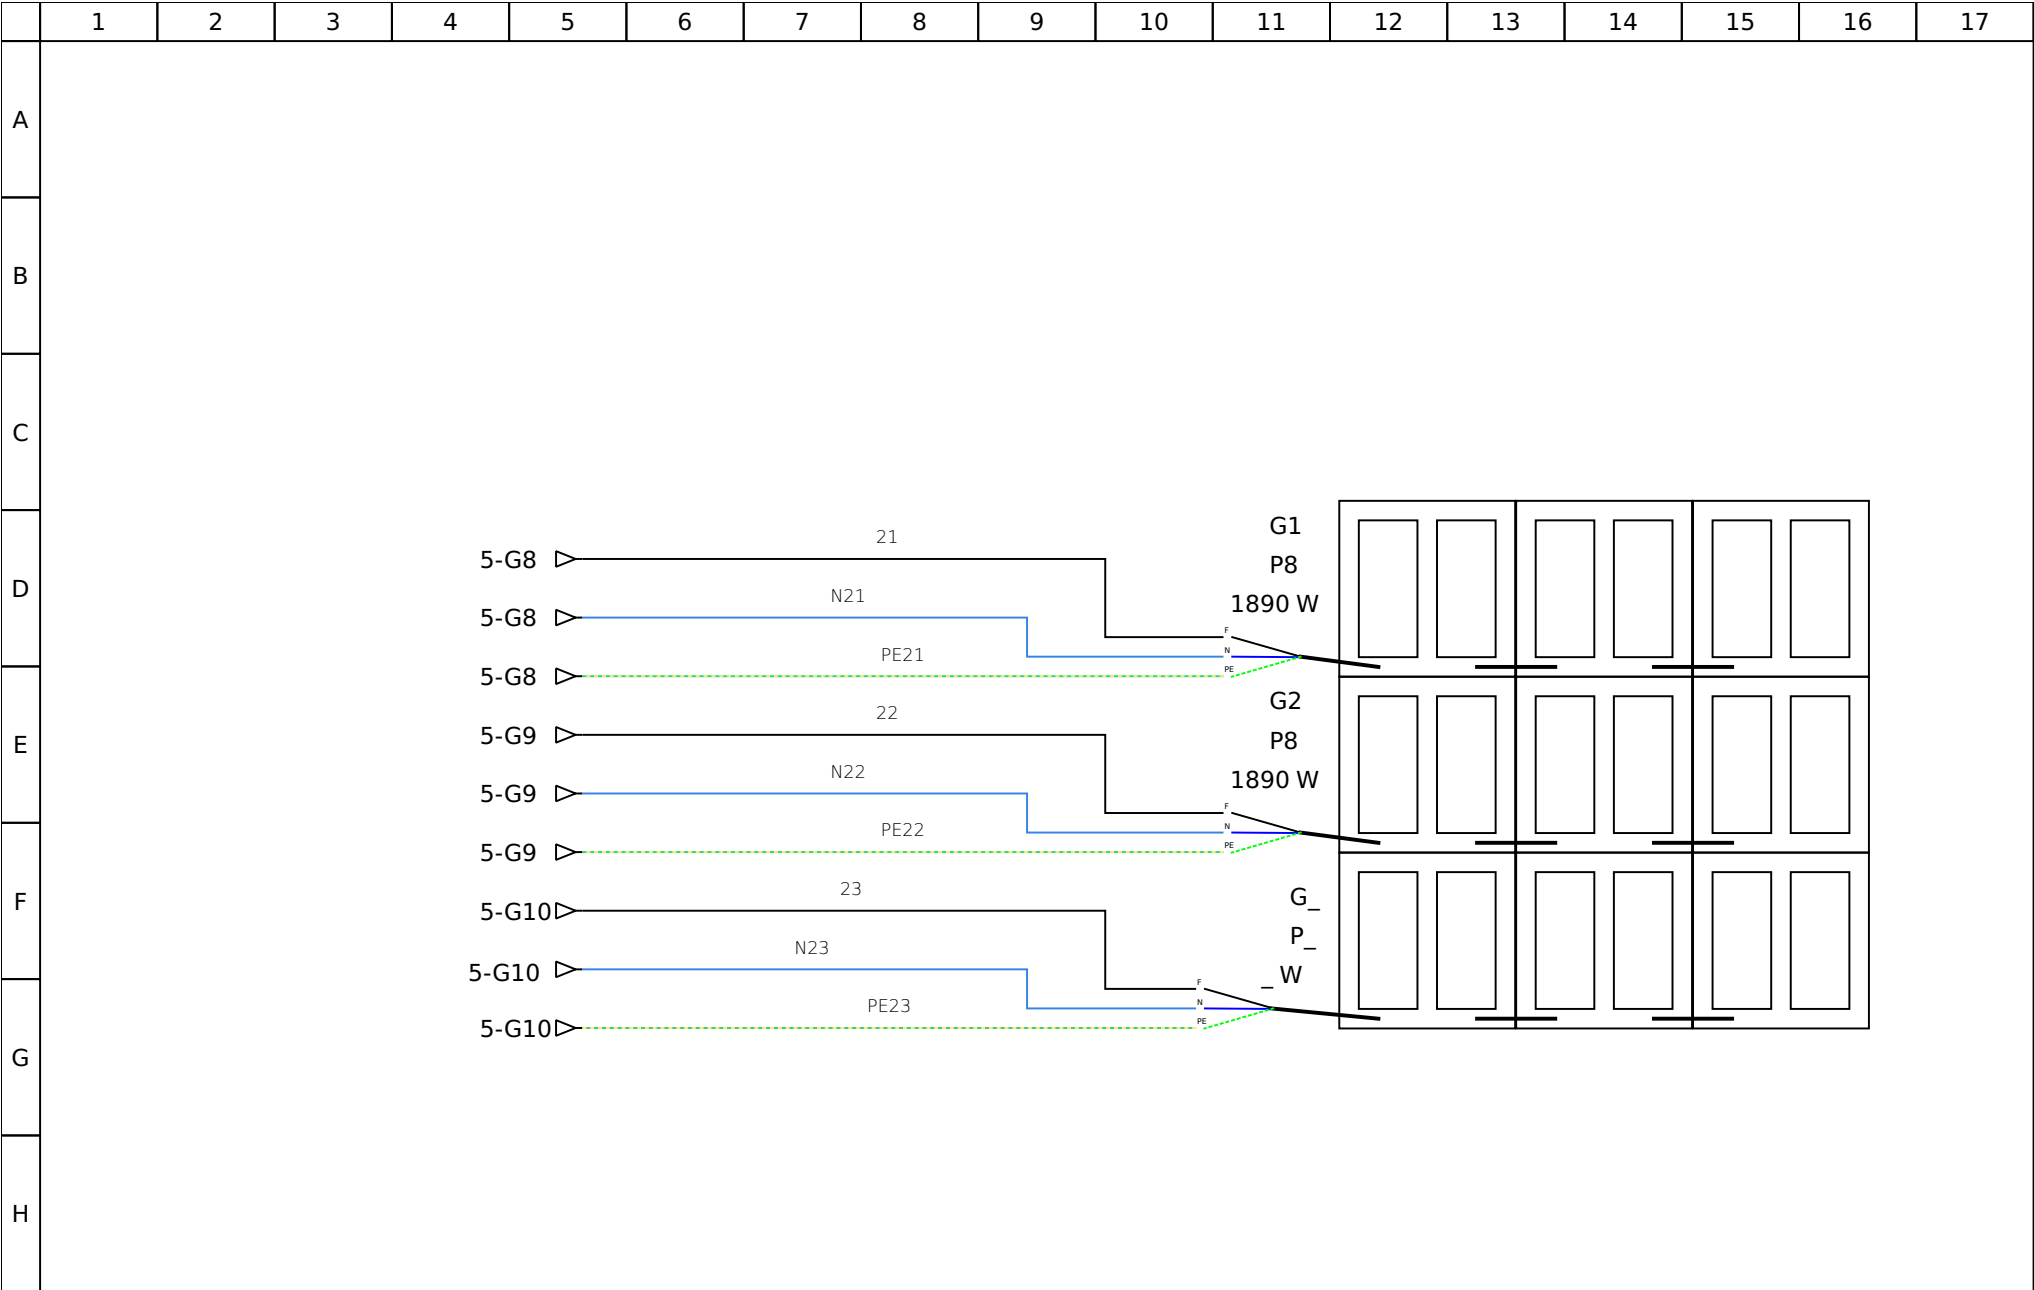 1 2 3 4 5 6 7 8 9 10 11 12 13 14 15 16 17
A
B
C
D
E
F
G
H
21
5-G8
N21
5-G8
PE21
5-G8
G1
P8
1890 W
F
N
PE
22
5-G9
N22
5-G9
PE22
5-G9
G2
P8
1890 W
F
N
PE
23
5-G10
N23
5-G10
PE23
5-G10
G_
P_
_ W
F
N
PE